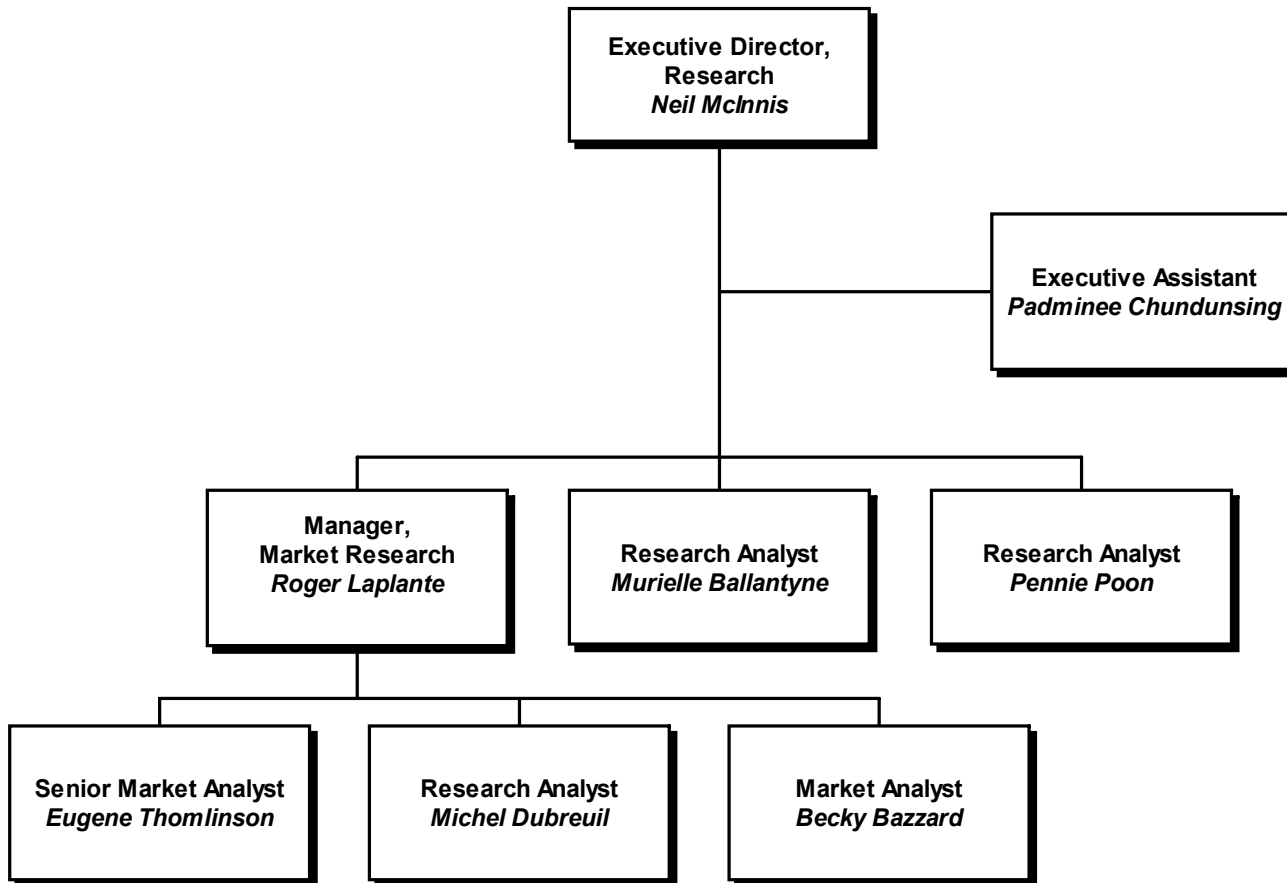 Executive Director,
Research
Neil McInnis
Executive Assistant
Padminee Chundunsing
Manager,
Market Research
Roger Laplante
Research Analyst
Murielle Ballantyne
Research Analyst
Pennie Poon
Senior Market Analyst
Eugene Thomlinson
Research Analyst
Michel Dubreuil
Market Analyst
Becky Bazzard